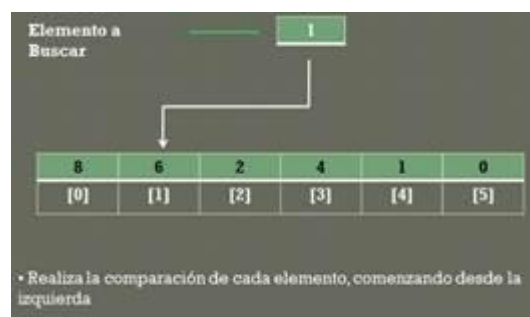 Elemento a
Buscar
1
8 6 2 4 1 0
[0] [1] [2] [3] [4] [5]
• Realiza la comparación de cada elemento, comenzando desde la
izquierda